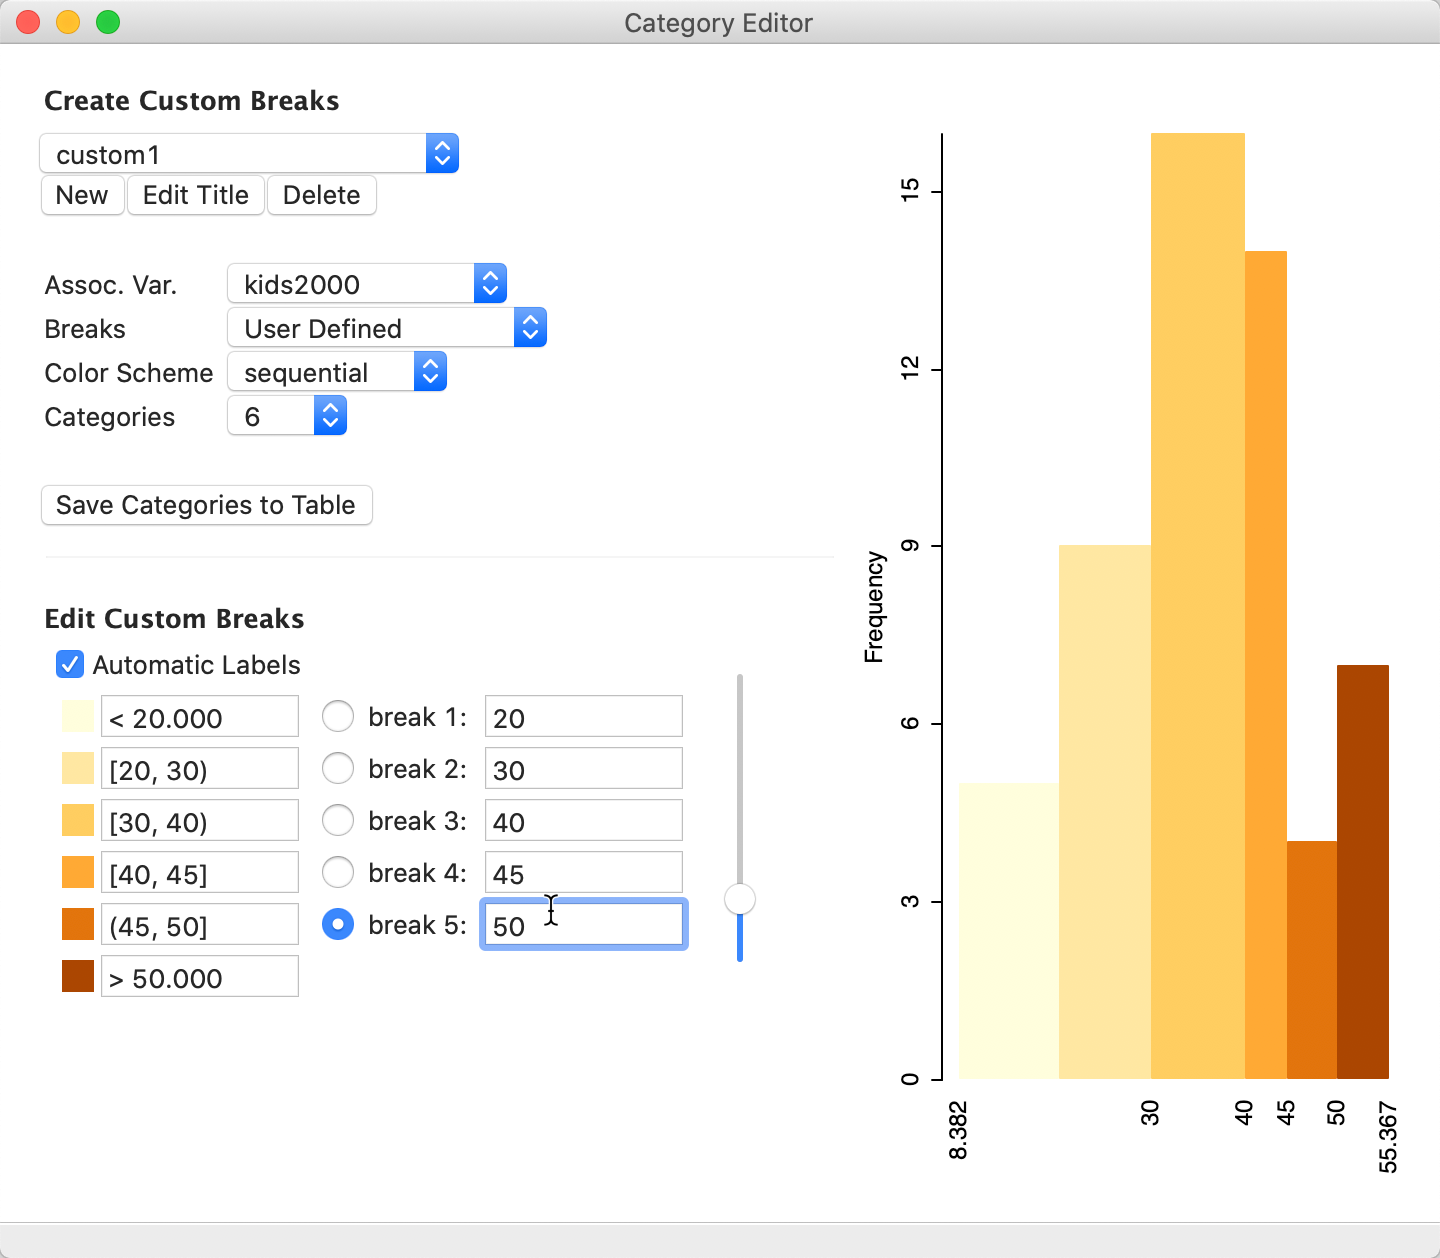 Category Editor
Create Custom Breaks
custom1
New Edit Title Delete
Assoc. Var. kids2000
Breaks User Defined
Color Scheme sequential
Categories 6
Save Categories to Table
Edit Custom Breaks
Automatic Labels
< 20.000 break 1: 20
[20, 30) break 2: 30
[30, 40) break 3: 40
[40, 45] break 4: 45
(45, 50] break 5: 50
> 50.000
Frequency
15
12
9
6
3
0
8.382 30 40 45 50 55.367